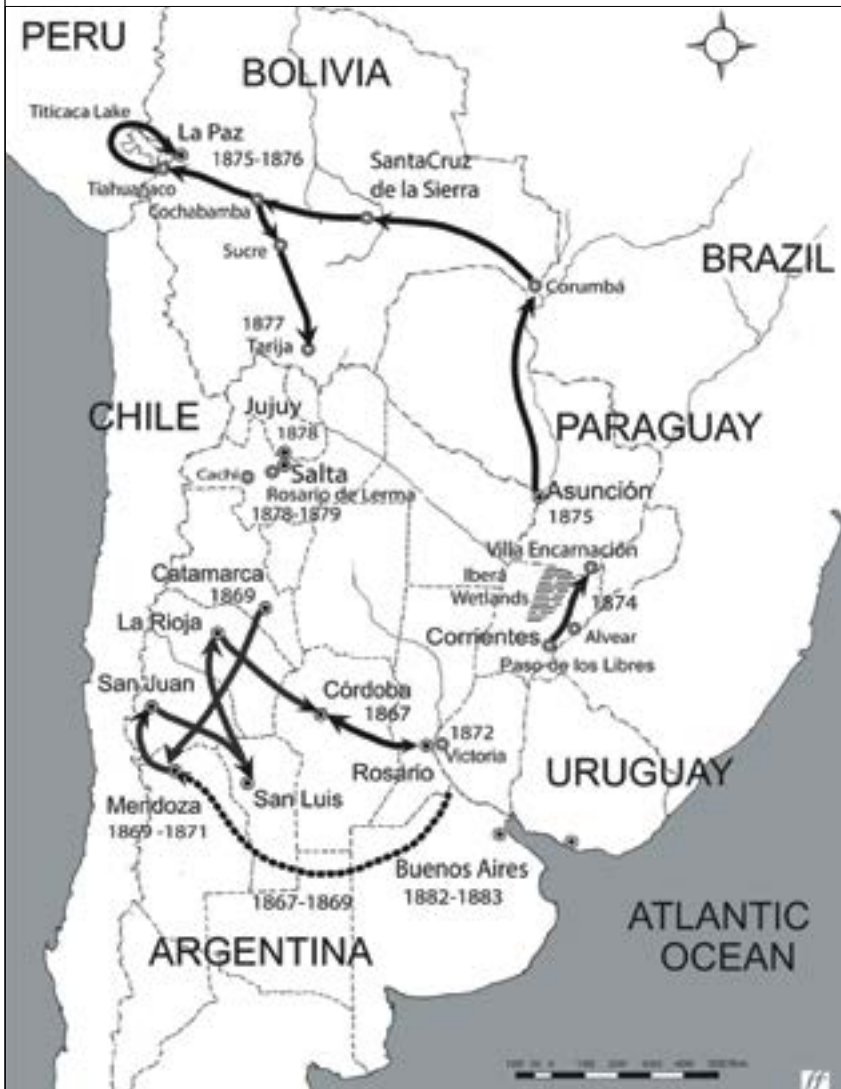 PERU
BOLIVIA
Titicaca Lake
La Paz
1875-1876
SantaCruz
de la Sierra
Tiahuanaco
Cochabamba
BRAZIL
Sucre
Corumbá
1877
Tarija
CHILE
Jujuy
1878
PARAGUAY
Cachi
Salta
Rosario de Lerma
1878-1879
Asunción
1875
Villa Encarnación
Iberá
Wetlands
1874
Catamarca
1869
La Rioja
Corrientes
Alvear
Paso de los Libres
San Juan
Córdoba
1867
1872
Victoria
Rosario
URUGUAY
Mendoza
1869 -1871
San Luis
Buenos Aires
1882-1883
1867-1869
ATLANTIC
OCEAN
ARGENTINA